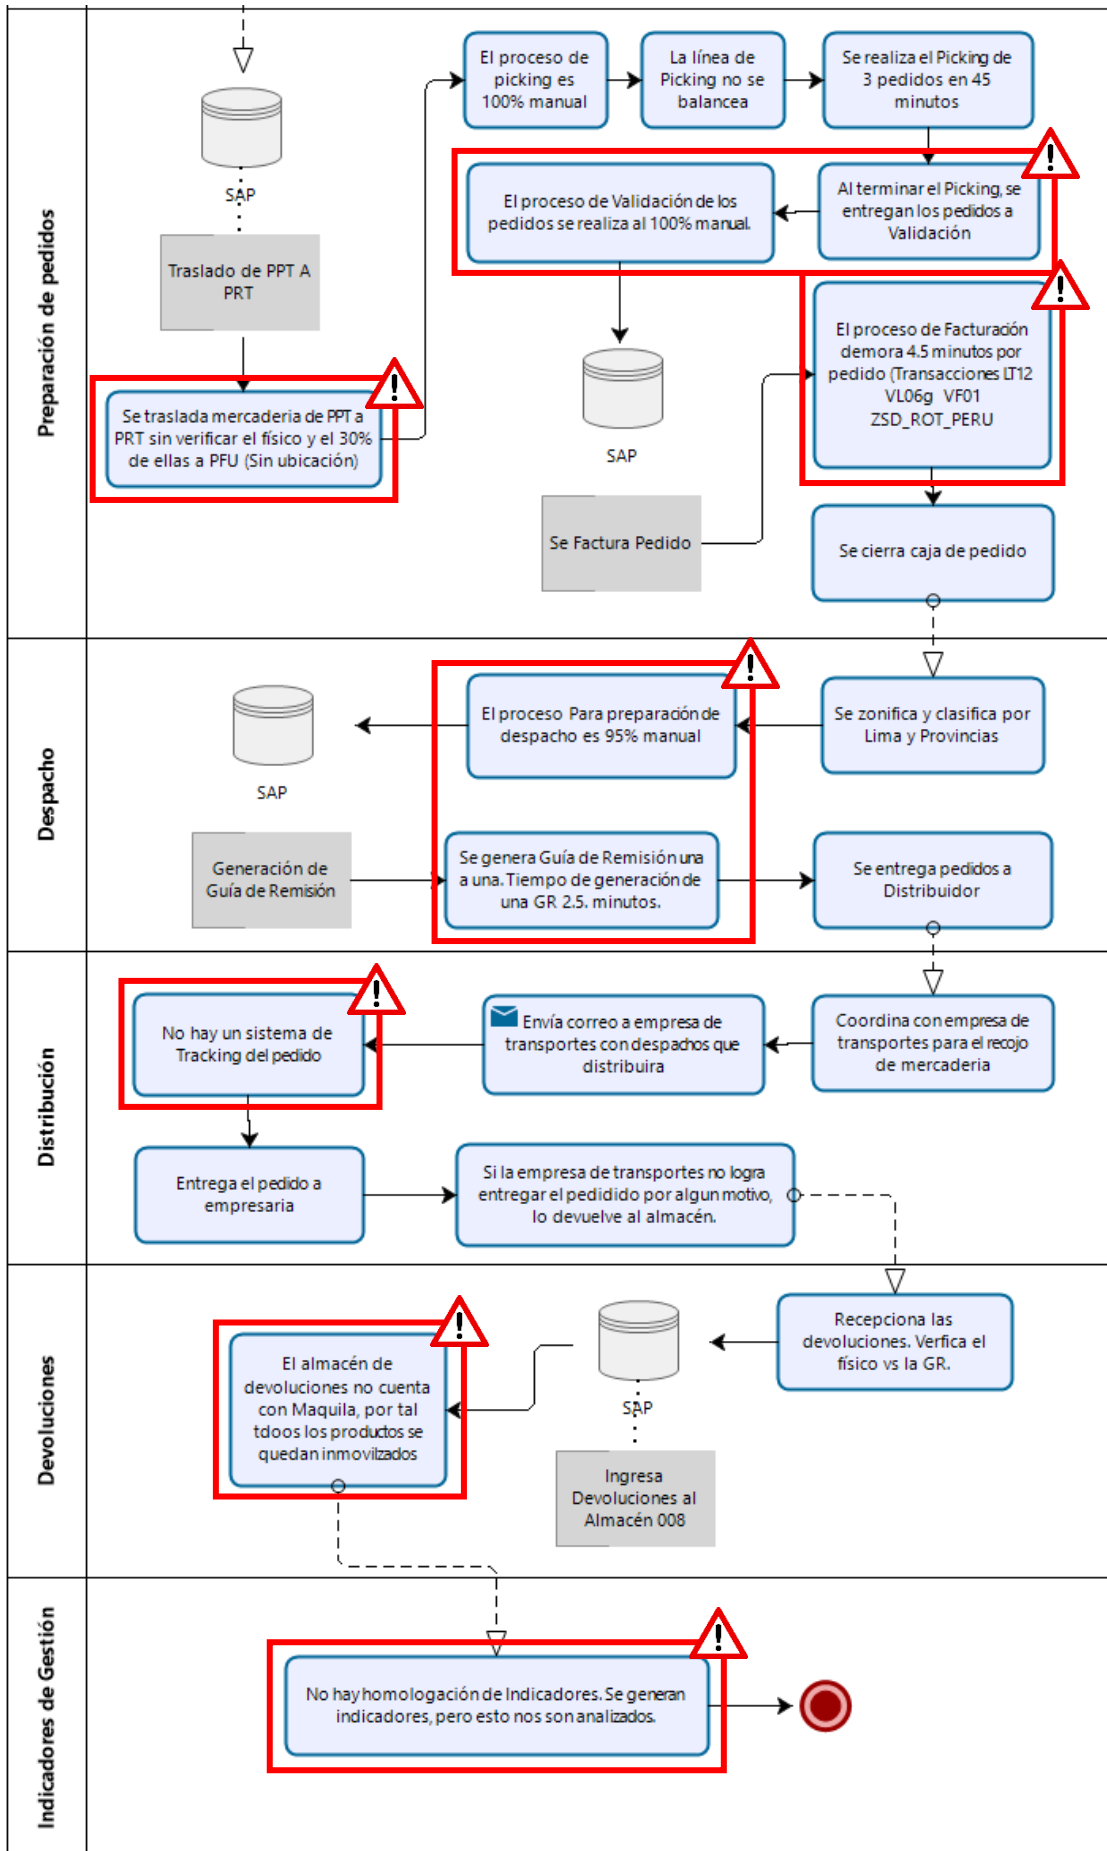 Preparación de pedidos
SAP
Traslado de PPT A
PRT
Se traslada mercaderia de PPT a
PRT sin verificar el físico y el 30%
de ellas a PFU (Sin ubicación)
El proceso de
picking es
100% manual
La línea de
Picking no se
balancea
Se realiza el Picking de
3 pedidos en 45
minutos
Al terminar el Picking, se
entregan los pedidos a
Validación
El proceso de Validación de los
pedidos se realiza al 100% manual.
SAP
Se Factura Pedido
El proceso de Facturación
demora 4.5 minutos por
pedido (Transacciones LT12
VL06g VF01
ZSD_ROT_PERU
Se cierra caja de pedido
Despacho
Se zonifica y clasifica por
Lima y Provincias
El proceso Para preparación de
despacho es 95% manual
SAP
Generación de
Guía de Remisión
Se genera Guía de Remisión una
a una. Tiempo de generación de
una GR 2.5. minutos.
Se entrega pedidos a
Distribuidor
Distribución
Coordina con empresa de
transportes para el recojo
de mercaderia
Envía correo a empresa de
transportes con despachos que
distribuira
No hay un sistema de
Tracking del pedido
Entrega el pedido a
empresaria
Si la empresa de transportes no logra
entregar el pedidido por algun motivo,
lo devuelve al almacén.
Devoluciones
Recepciona las
devoluciones. Verfica el
físico vs la GR.
SAP
Ingresa
Devoluciones al
Almacén 008
El almacén de
devoluciones no cuenta
con Maquila, por tal
tdoos los productos se
quedan inmovilzados
Indicadores de Gestión
No hay homologación de Indicadores. Se generan
indicadores, pero esto nos son analizados.